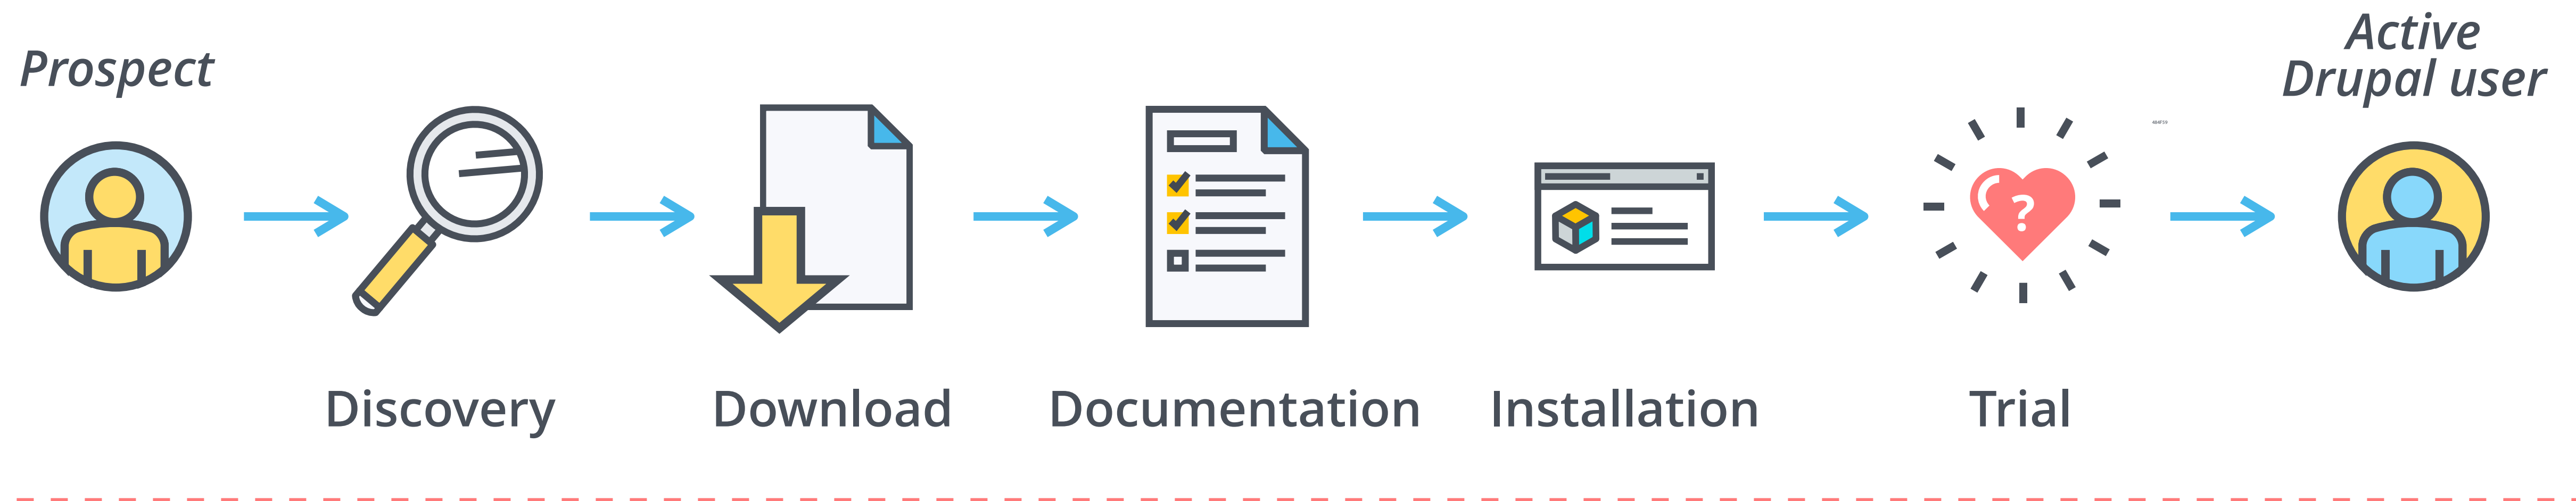 Prospect
Active
Drupal user
?
Discovery
Download
Documentation
Installation
Trial